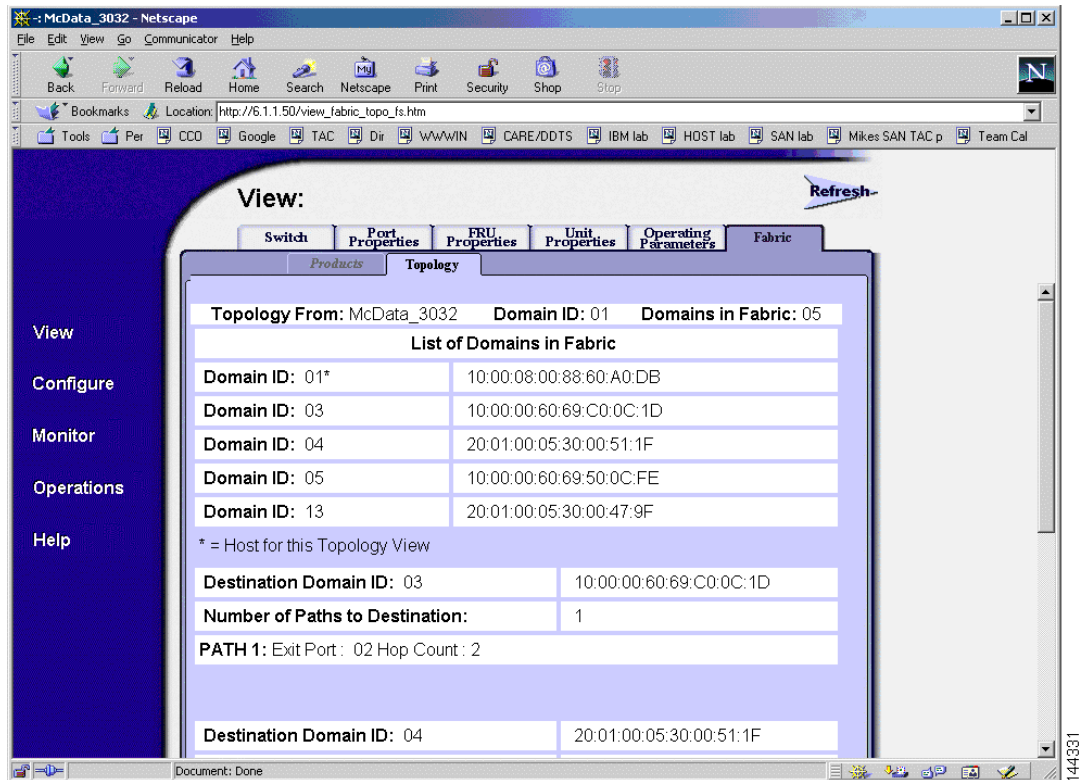 -: McData_3032 - Netscape
File Edit View Go Communicator Help
Back Forward Reload Home Search Netscape Print Security Shop Stop
My
N
Bookmarks Location: http://6.1.1.50/view_fabric_topo_fs.htm
Tools Per CCO Google TAC Dir WWWIN CARE/DDTS IBM lab HOST lab SAN lab Mikes SAN TAC p Team Cal
View:
Refresh
Switch Port Properties FRU Properties Unit Properties Operating Parameters Fabric
Products Topology
View
Configure
Monitor
Operations
Help
Topology From: McData_3032 Domain ID: 01 Domains in Fabric: 05
List of Domains in Fabric
Domain ID: 01* 10:00:08:00:88:60:A0:DB
Domain ID: 03 10:00:00:60:69:C0:0C:1D
Domain ID: 04 20:01:00:05:30:00:51:1F
Domain ID: 05 10:00:00:60:69:50:0C:FE
Domain ID: 13 20:01:00:05:30:00:47:9F
* = Host for this Topology View
Destination Domain ID: 03 10:00:00:60:69:C0:0C:1D
Number of Paths to Destination: 1
PATH 1: Exit Port : 02 Hop Count : 2
Destination Domain ID: 04 20:01:00:05:30:00:51:1F
Document: Done
44331